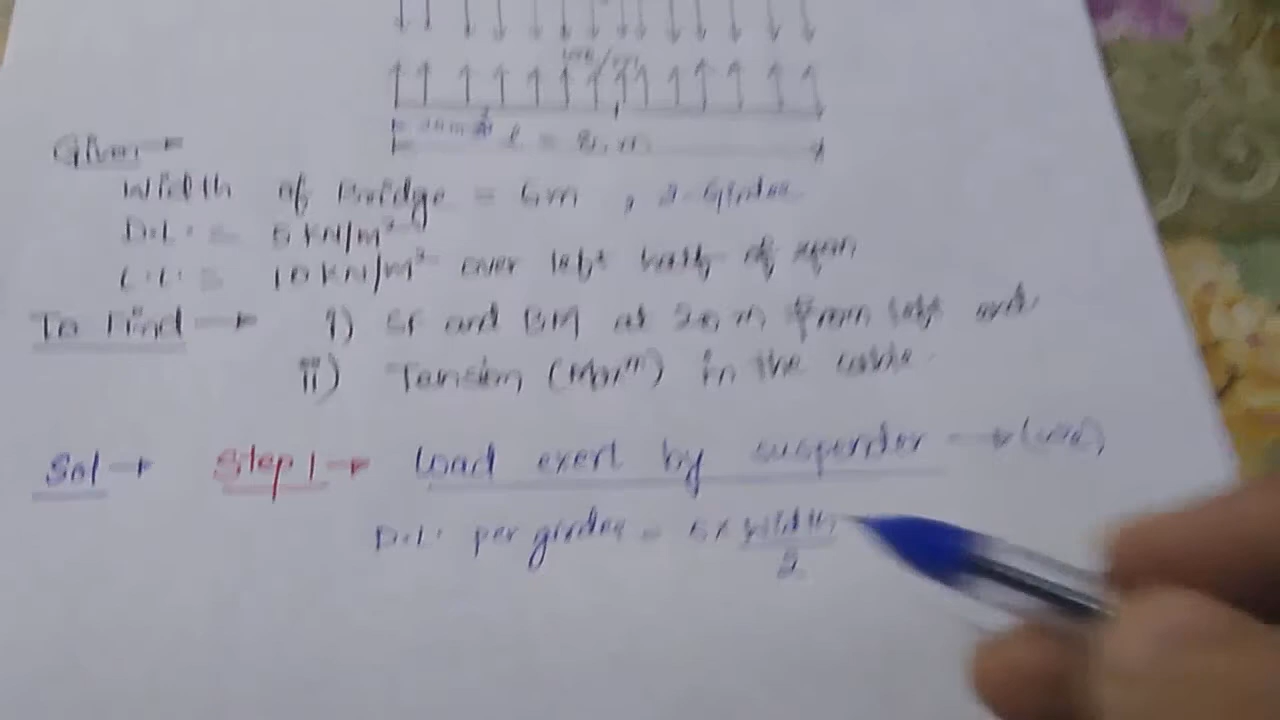 Given →
Width of Bridge = 5m , 2-Girder
D.L. = 5 KN/m²
L.L. = 10 KN/m² over left half of span
To Find → i) SF and BM at 20 m from left end
ii) Tension (Maxᵐ) in the cable.
Sol → Step 1 → Load exert by suspender →
D.L. per girder = 5 × width / 2